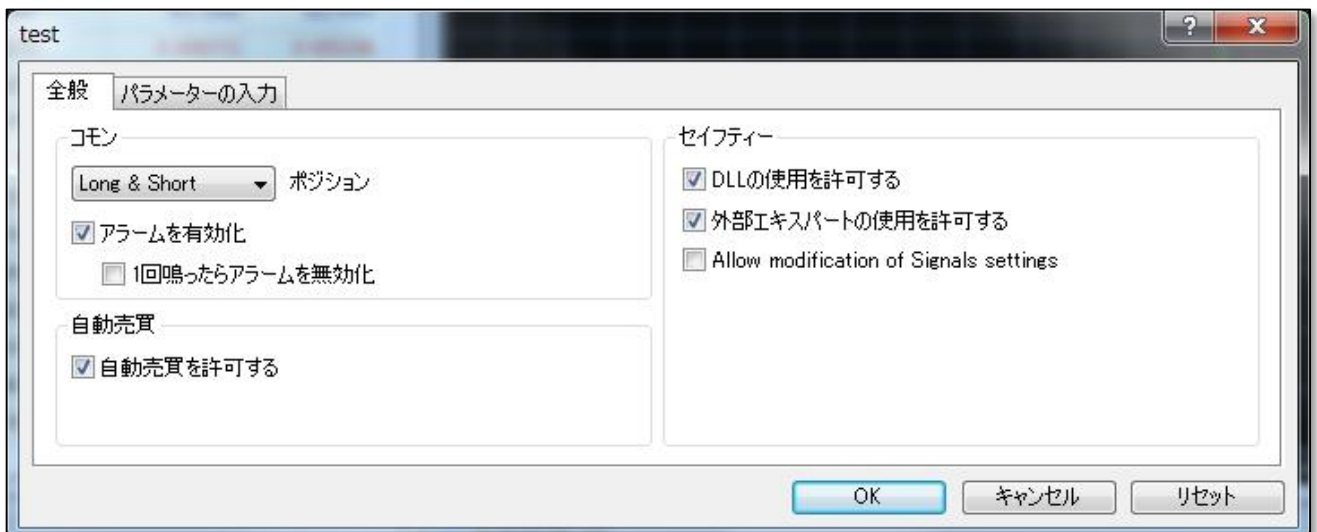 test
全般
パラメーターの入力
コモン
Long & Short
ポジション
アラームを有効化
1回鳴ったらアラームを無効化
自動売買
自動売買を許可する
セイフティー
DLLの使用を許可する
外部エキスパートの使用を許可する
Allow modification of Signals settings
OK
キャンセル
リセット